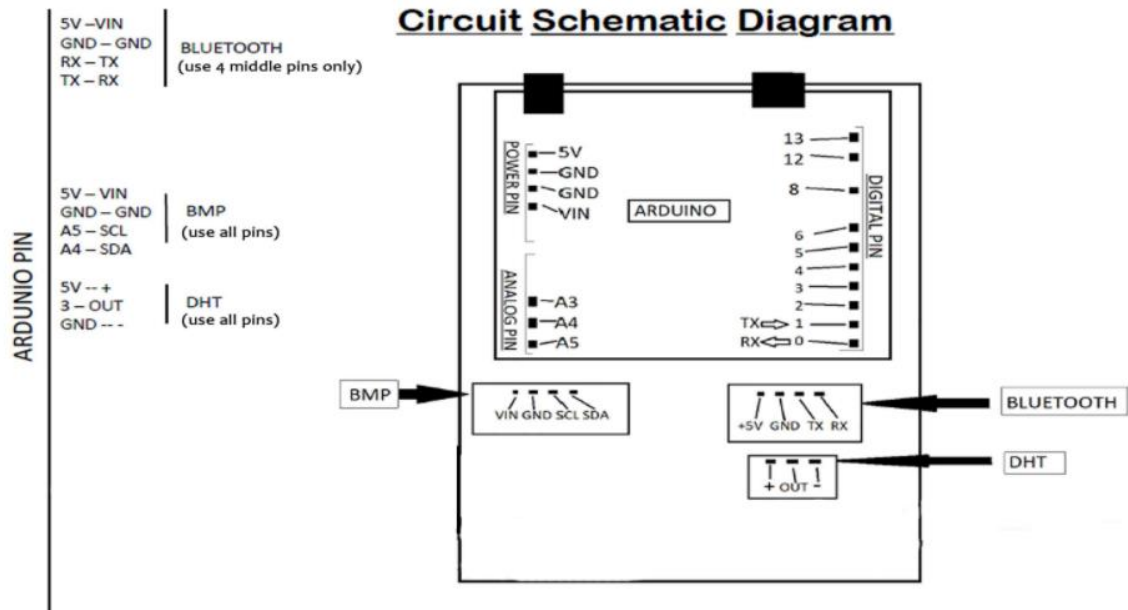 Circuit Schematic Diagram
ARDUNIO PIN
5V –VIN
GND – GND
RX – TX
TX – RX
BLUETOOTH
(use 4 middle pins only)
5V – VIN
GND – GND
A5 – SCL
A4 – SDA
BMP
(use all pins)
5V -- +
3 – OUT
GND -- -
DHT
(use all pins)
POWER PIN
5V
GND
GND
VIN
ANALOG PIN
A3
A4
A5
ARDUINO
DIGITAL PIN
13
12
8
6
5
4
3
2
TX 1
RX 0
BMP
VIN GND SCL SDA
+5V GND TX RX
BLUETOOTH
+ OUT -
DHT